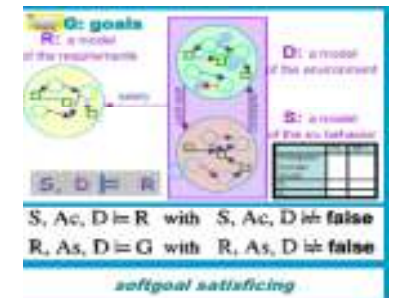 G: goals
R: a model
of the requirements
D: a model
of the environment
satisfy
S: a model
of the sw behavior
S, D ⊨ R
S, Ac, D ⊨ R with S, Ac, D ⊭ false
R, As, D ⊨ G with R, As, D ⊭ false
softgoal satisficing